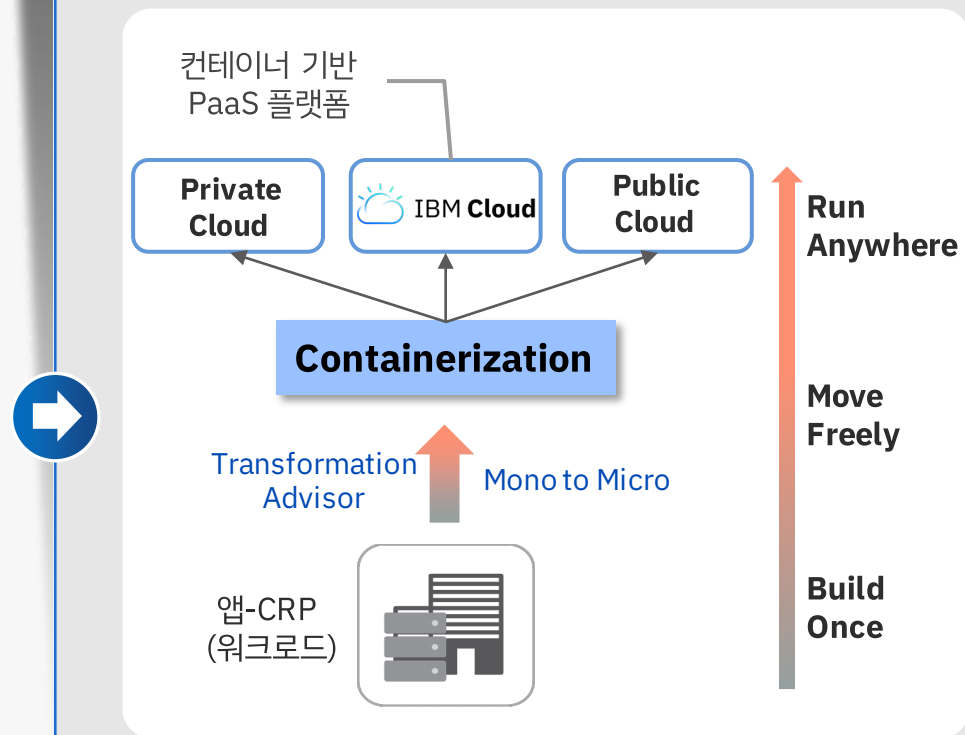 컨테이너 기반
PaaS 플랫폼
Private
Cloud
IBM Cloud
Public
Cloud
Run
Anywhere
Containerization
Move
Freely
Transformation
Advisor
Mono to Micro
앱-CRP
(워크로드)
Build
Once